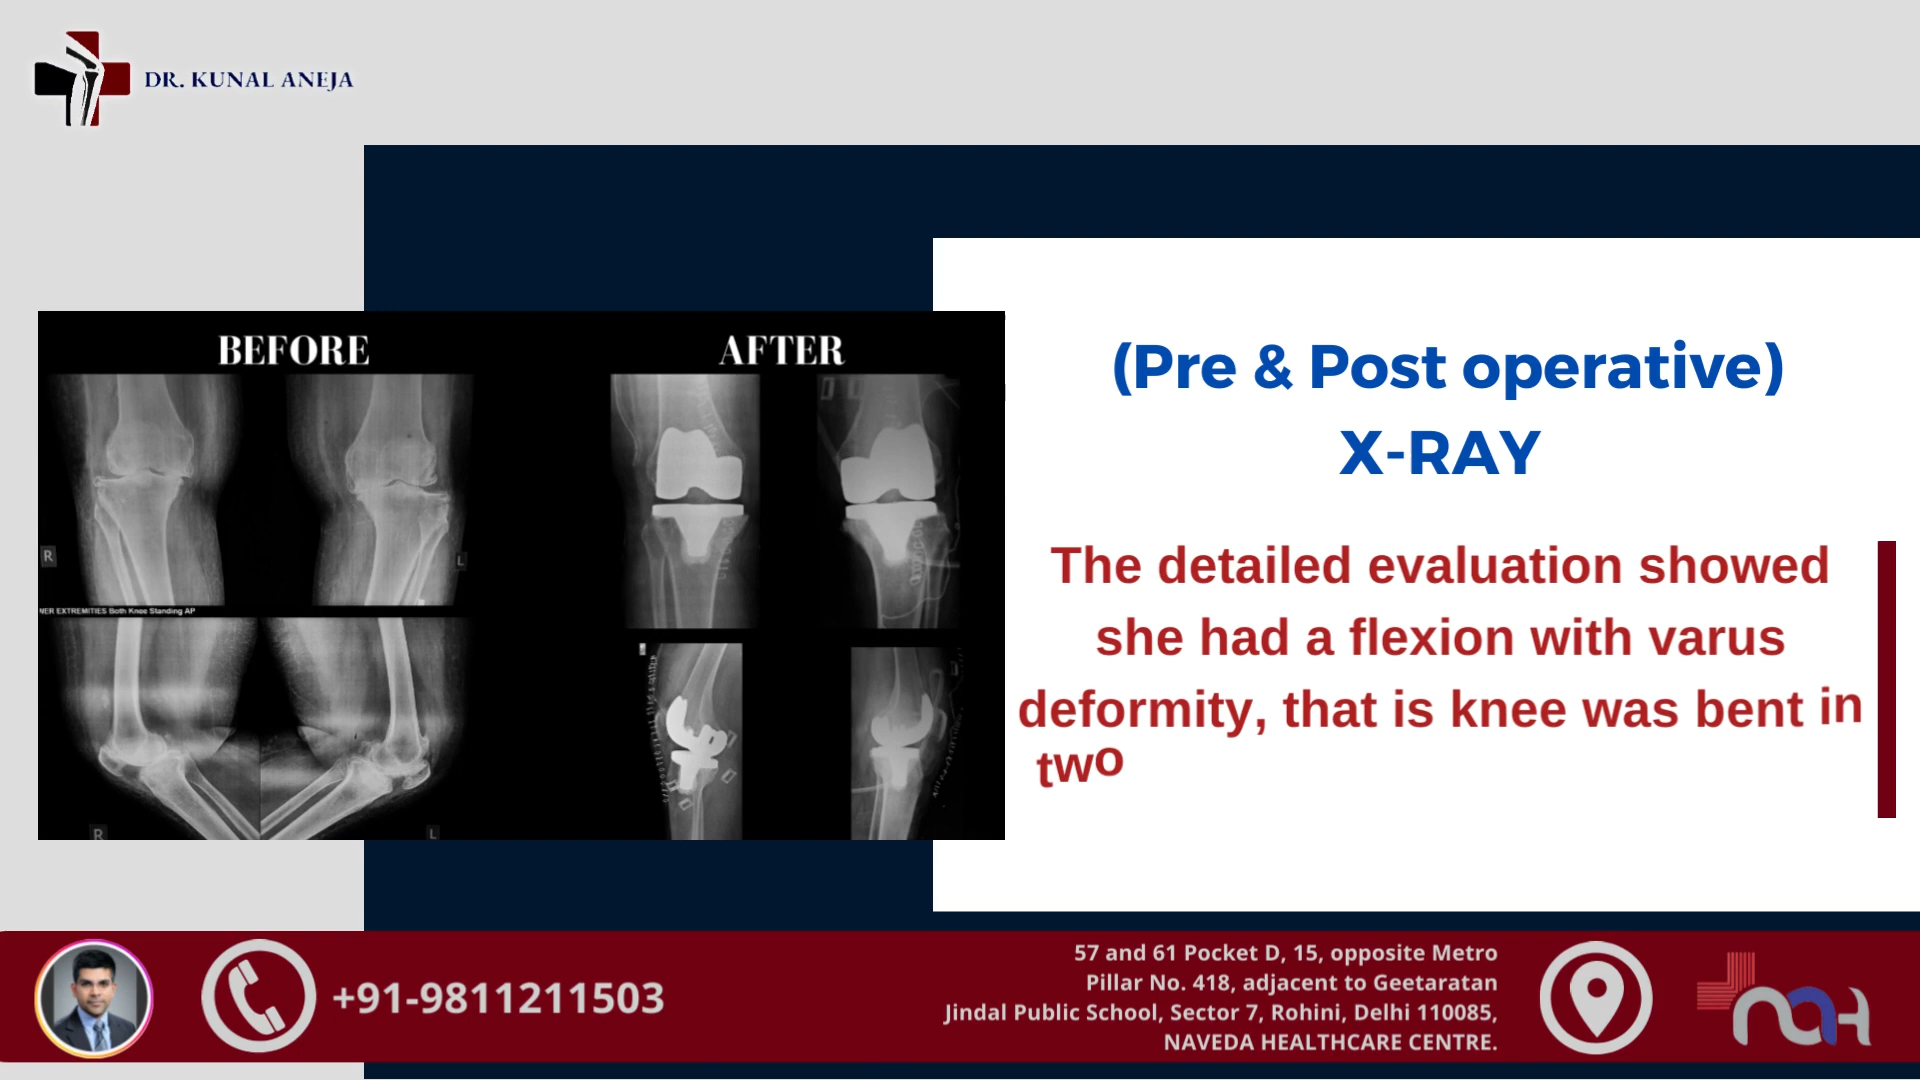 DR. KUNAL ANEJA
BEFORE
AFTER
R
L
WER EXTREMITIES Both Knee Standing AP
R
L
(Pre & Post operative)
X-RAY
The detailed evaluation showed
she had a flexion with varus
deformity, that is knee was bent in
two
+91-9811211503
57 and 61 Pocket D, 15, opposite Metro
Pillar No. 418, adjacent to Geetaratan
Jindal Public School, Sector 7, Rohini, Delhi 110085,
NAVEDA HEALTHCARE CENTRE.